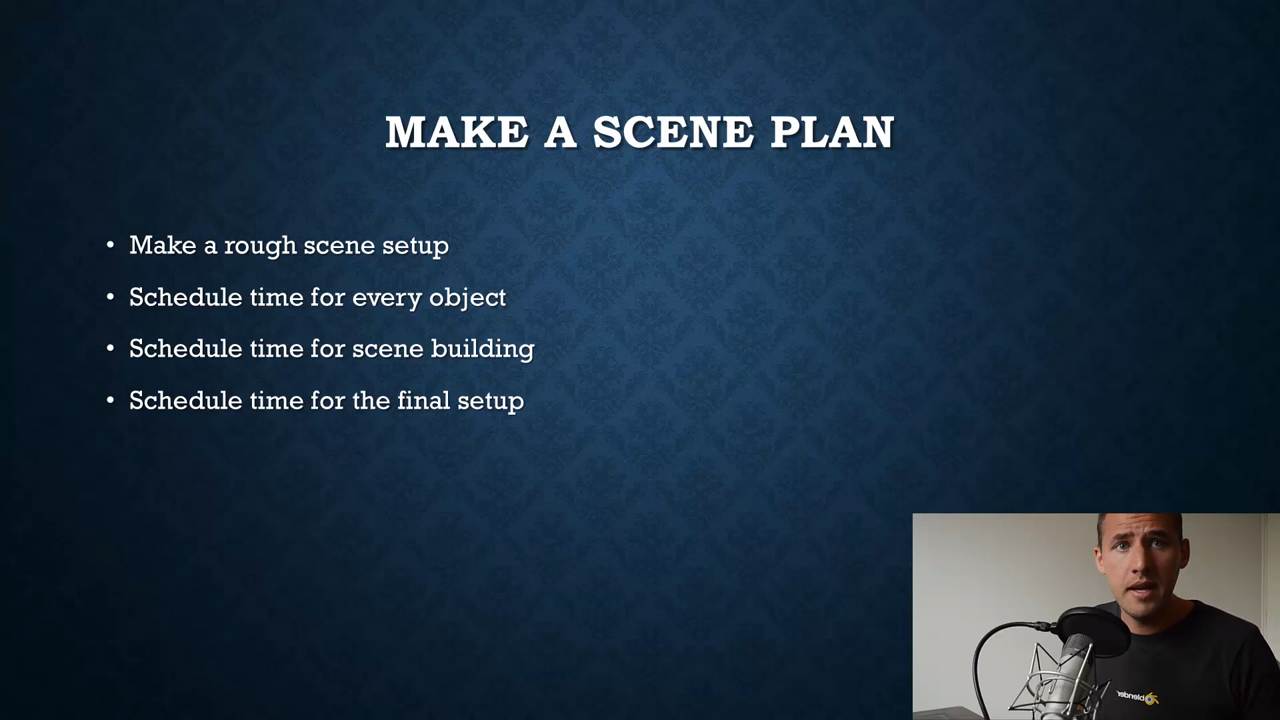 MAKE A SCENE PLAN
• Make a rough scene setup
• Schedule time for every object
• Schedule time for scene building
• Schedule time for the final setup
blender